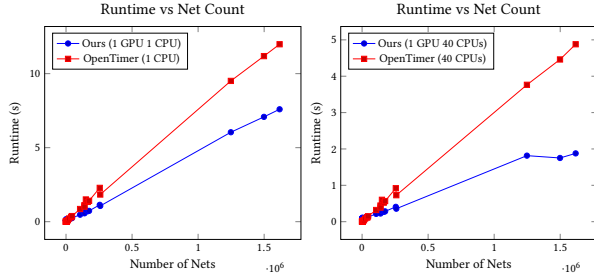 Runtime vs Net Count
Ours (1 GPU 1 CPU)
OpenTimer (1 CPU)
10
5
0
Runtime (s)
0
0.5
1
1.5
·10⁶
Number of Nets
Runtime vs Net Count
Ours (1 GPU 40 CPUs)
OpenTimer (40 CPUs)
5
4
3
2
1
0
Runtime (s)
0
0.5
1
1.5
·10⁶
Number of Nets